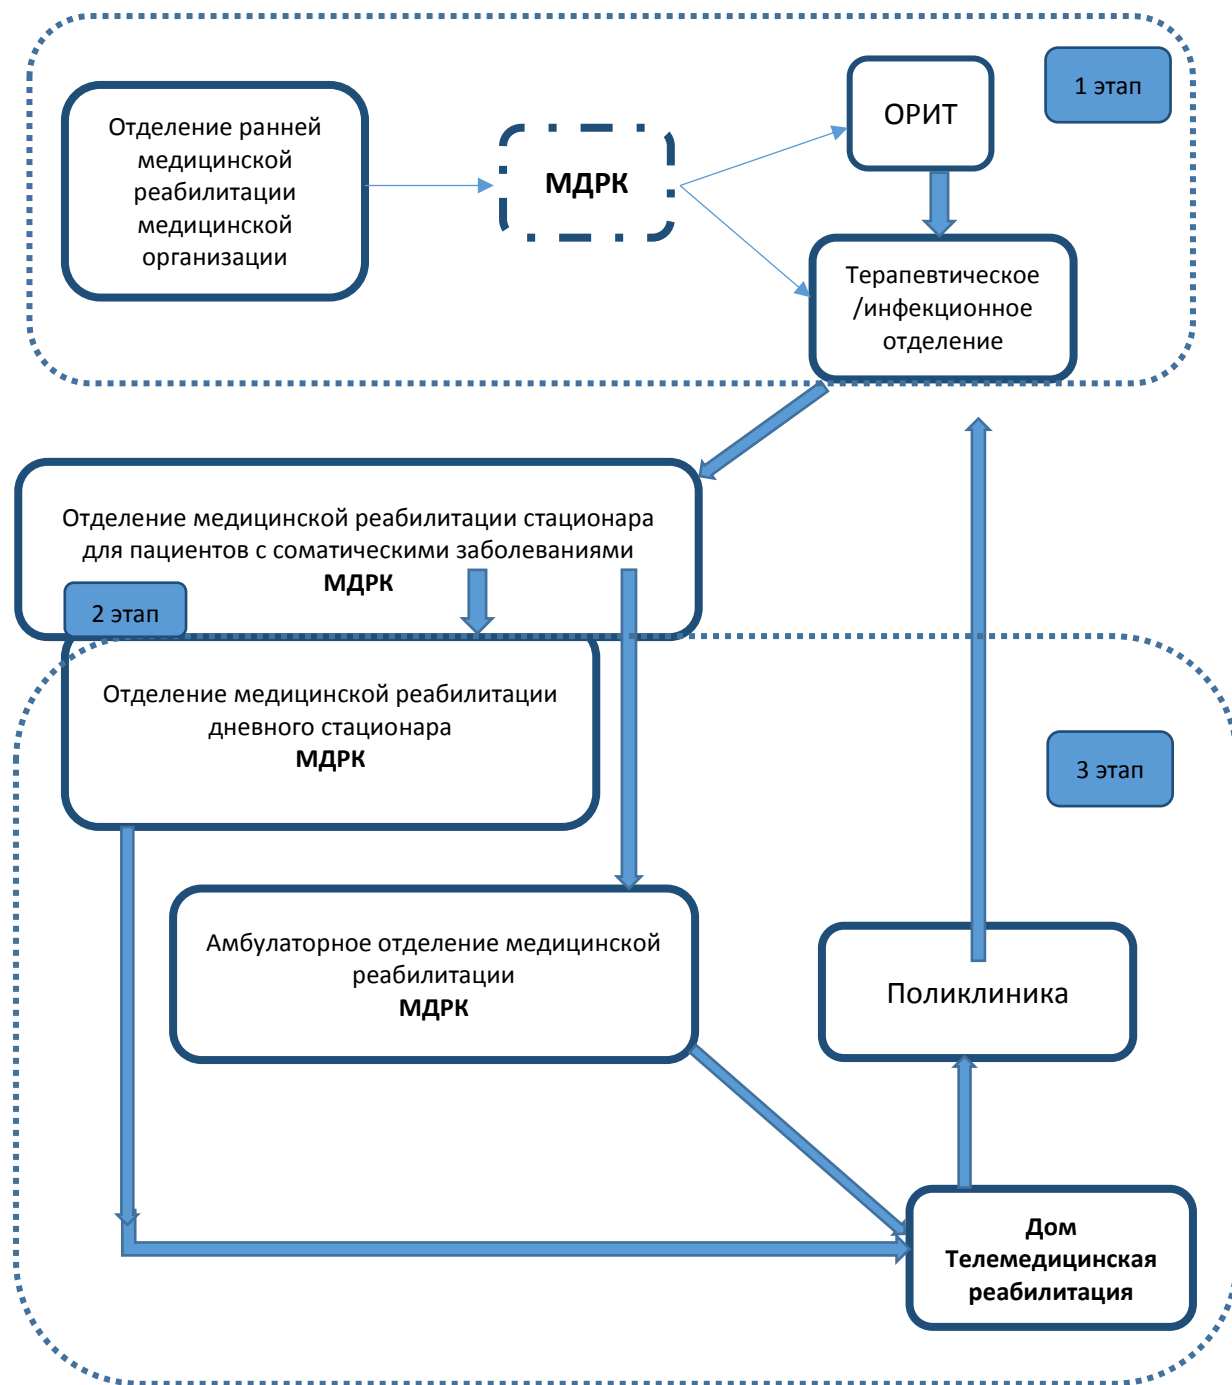 1 этап
Отделение ранней
медицинской
реабилитации
медицинской
организации
МДРК
ОРИТ
Терапевтическое
/инфекционное
отделение
Отделение медицинской реабилитации стационара
для пациентов с соматическими заболеваниями
МДРК
2 этап
Отделение медицинской реабилитации
дневного стационара
МДРК
3 этап
Амбулаторное отделение медицинской
реабилитации
МДРК
Поликлиника
Дом
Телемедицинская
реабилитация